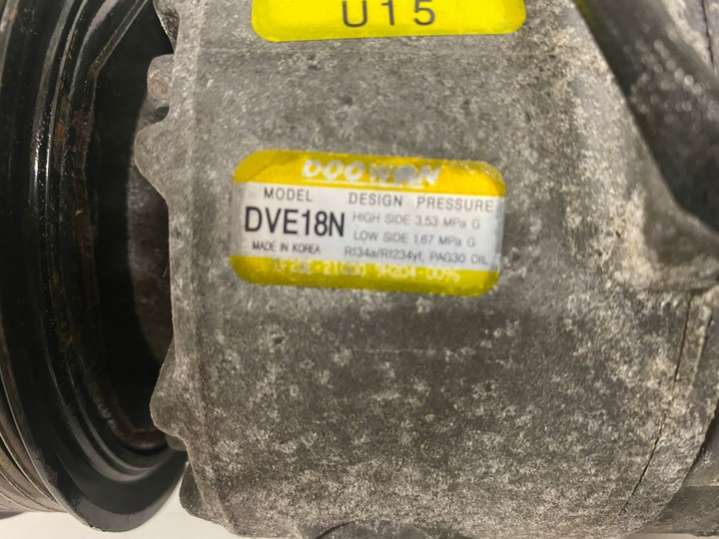 U15
DOOWON
MODEL DESIGN PRESSURE
DVE18N HIGH SIDE 3.53 MPa G
LOW SIDE 1.67 MPa G
MADE IN KOREA R134a/R1234yf, PAG30 OIL